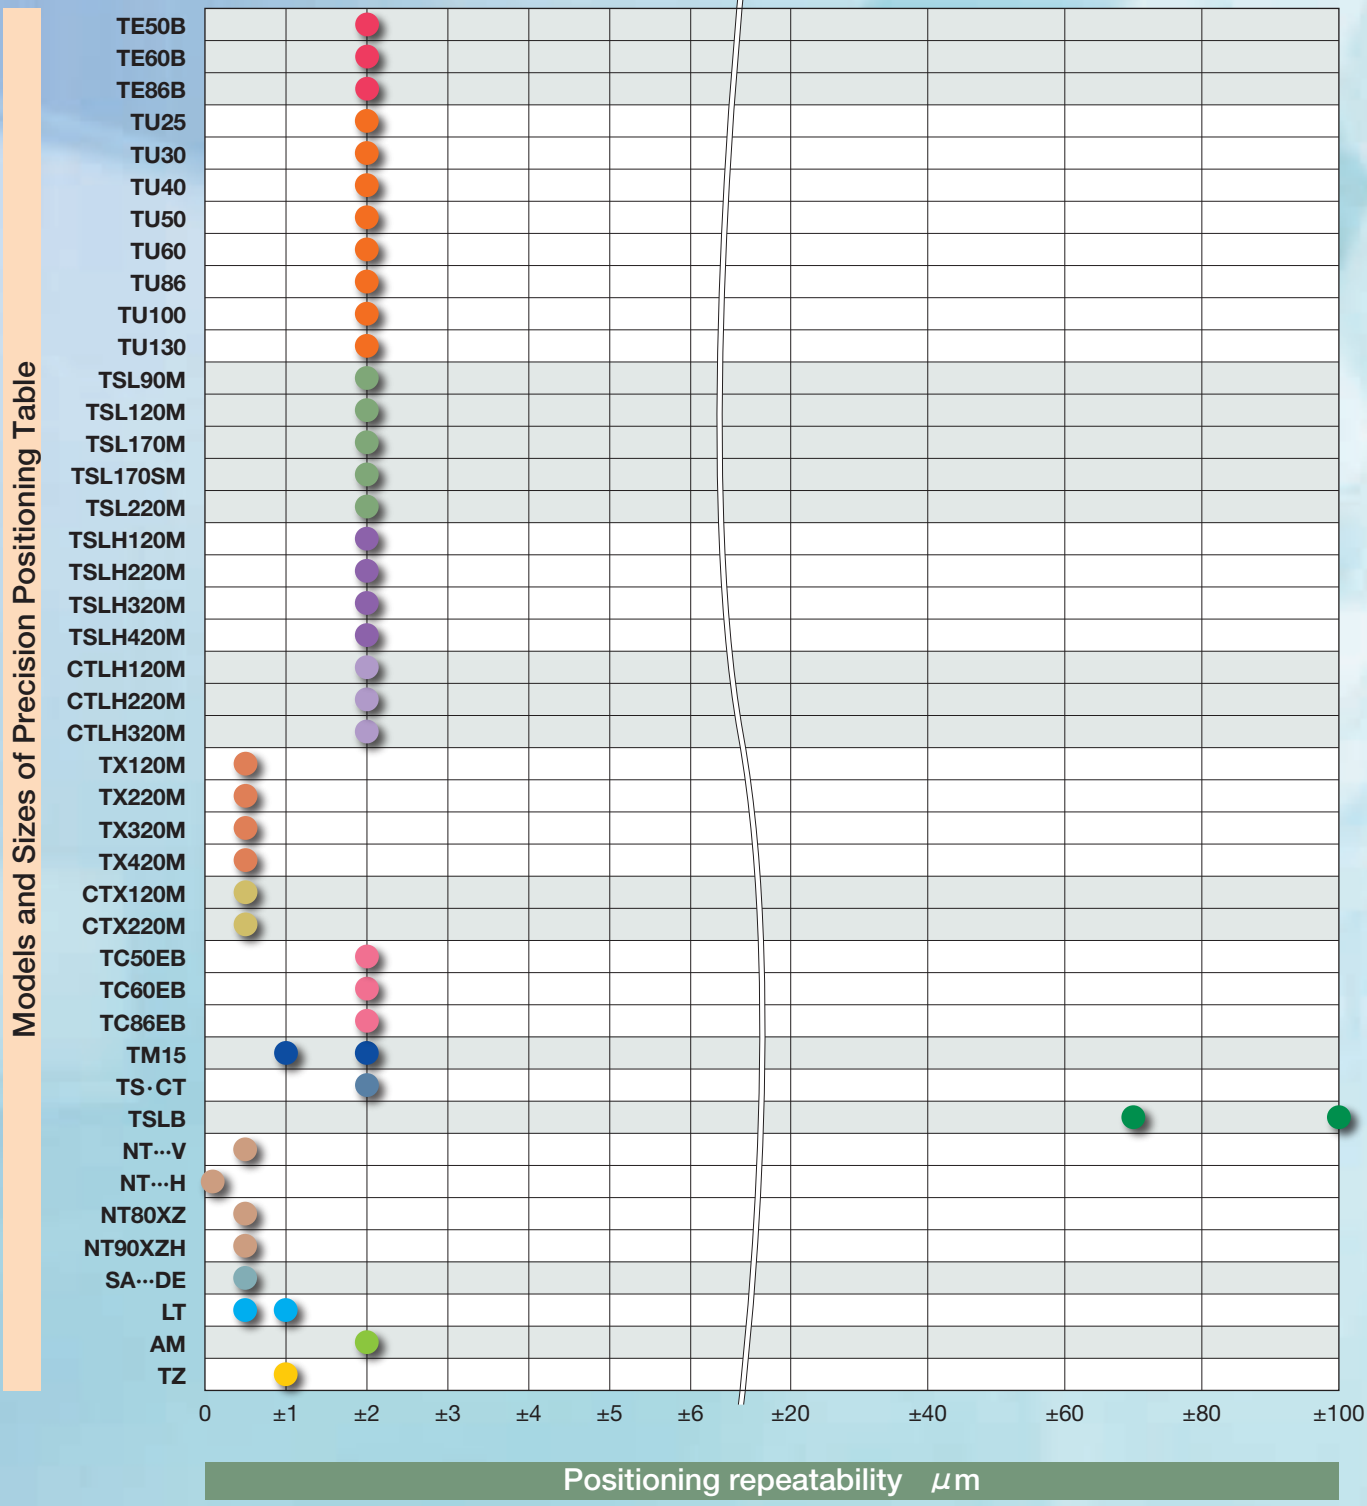 Models and Sizes of Precision Positioning Table
TE50B
TE60B
TE86B
TU25
TU30
TU40
TU50
TU60
TU86
TU100
TU130
TSL90M
TSL120M
TSL170M
TSL170SM
TSL220M
TSLH120M
TSLH220M
TSLH320M
TSLH420M
CTLH120M
CTLH220M
CTLH320M
TX120M
TX220M
TX320M
TX420M
CTX120M
CTX220M
TC50EB
TC60EB
TC86EB
TM15
TS·CT
TSLB
NT···V
NT···H
NT80XZ
NT90XZH
SA···DE
LT
AM
TZ
0 ±1 ±2 ±3 ±4 ±5 ±6 ±20 ±40 ±60 ±80 ±100
Positioning repeatability μm